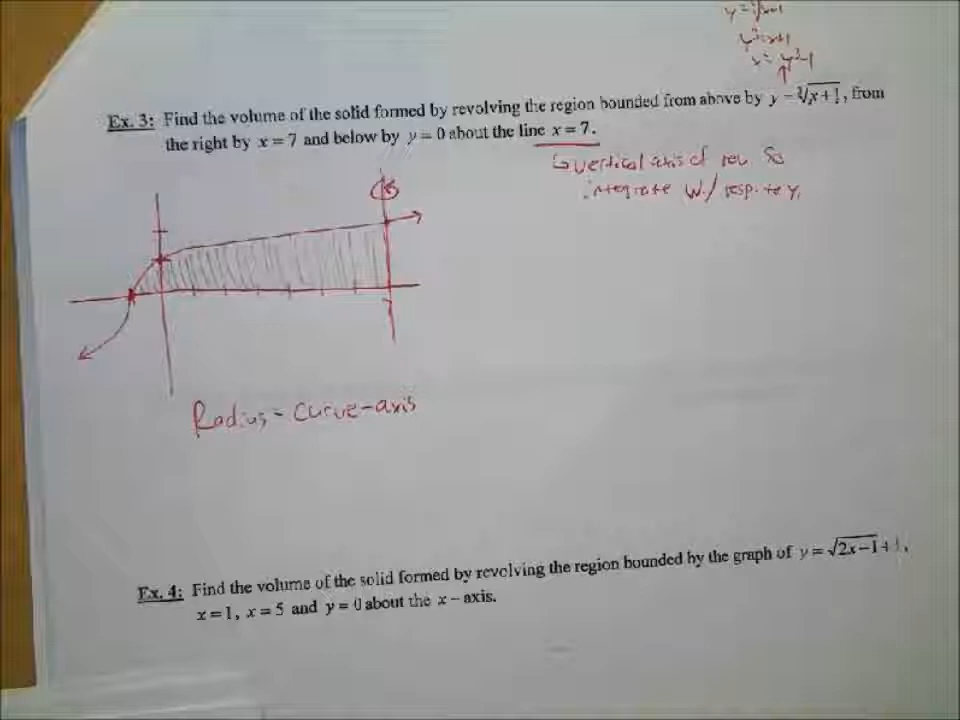 y = ∛x+1
y³ = x+1
x = y³-1
Ex. 3: Find the volume of the solid formed by revolving the region bounded from above by y = ∛x+1, from
the right by x = 7 and below by y = 0 about the line x = 7.
↳ vertical axis of rev so
integrate w/ resp. to y.
Radius = curve-axis
Ex. 4: Find the volume of the solid formed by revolving the region bounded by the graph of y = √2x-1 + 1,
x = 1, x = 5 and y = 0 about the x – axis.